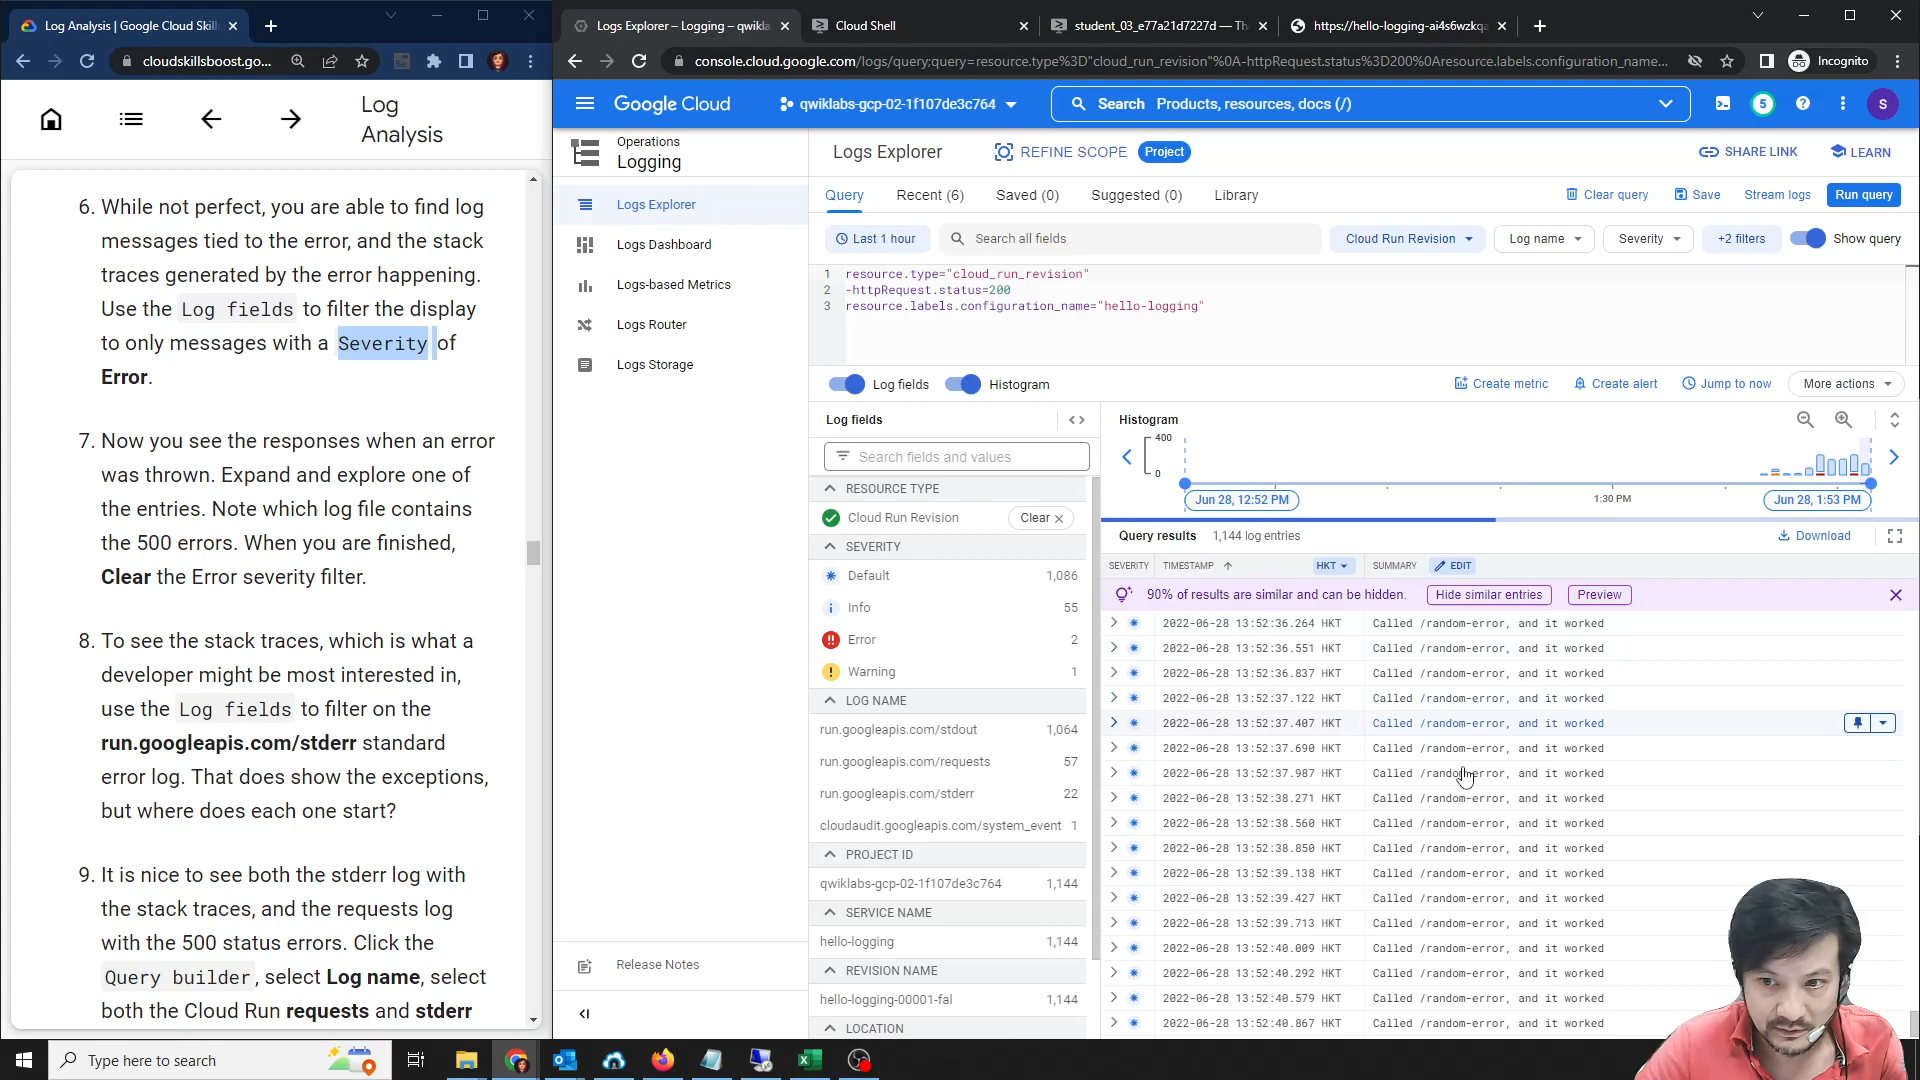 Log Analysis | Google Cloud Skill
cloudskillsboost.go...
Log
Analysis
6. While not perfect, you are able to find log
messages tied to the error, and the stack
traces generated by the error happening.
Use the Log fields to filter the display
to only messages with a Severity of
Error.
7. Now you see the responses when an error
was thrown. Expand and explore one of
the entries. Note which log file contains
the 500 errors. When you are finished,
Clear the Error severity filter.
8. To see the stack traces, which is what a
developer might be most interested in,
use the Log fields to filter on the
run.googleapis.com/stderr standard
error log. That does show the exceptions,
but where does each one start?
9. It is nice to see both the stderr log with
the stack traces, and the requests log
with the 500 status errors. Click the
Query builder, select Log name, select
both the Cloud Run requests and stderr
Logs Explorer – Logging – qwikla
Cloud Shell
student_03_e77a21d7227d — Th
https://hello-logging-ai4s6wzkqa
console.cloud.google.com/logs/query;query=resource.type%3D"cloud_run_revision"%0A-httpRequest.status%3D200%0Aresource.labels.configuration_name...
Incognito
Google Cloud
qwiklabs-gcp-02-1f107de3c764
Search Products, resources, docs (/)
5
S
Operations
Logging
Logs Explorer
Logs Dashboard
Logs-based Metrics
Logs Router
Logs Storage
Release Notes
Logs Explorer
REFINE SCOPE
Project
SHARE LINK
LEARN
Query
Recent (6)
Saved (0)
Suggested (0)
Library
Clear query
Save
Stream logs
Run query
Last 1 hour
Search all fields
Cloud Run Revision
Log name
Severity
+2 filters
Show query
1 resource.type="cloud_run_revision"
2 -httpRequest.status=200
3 resource.labels.configuration_name="hello-logging"
Log fields
Histogram
Create metric
Create alert
Jump to now
More actions
Log fields
Search fields and values
RESOURCE TYPE
Cloud Run Revision
Clear
SEVERITY
Default 1,086
Info 55
Error 2
Warning 1
LOG NAME
run.googleapis.com/stdout 1,064
run.googleapis.com/requests 57
run.googleapis.com/stderr 22
cloudaudit.googleapis.com/system_event 1
PROJECT ID
qwiklabs-gcp-02-1f107de3c764 1,144
SERVICE NAME
hello-logging 1,144
REVISION NAME
hello-logging-00001-fal 1,144
LOCATION
Histogram
400
0
Jun 28, 12:52 PM
1:30 PM
Jun 28, 1:53 PM
Query results 1,144 log entries
Download
SEVERITY TIMESTAMP HKT SUMMARY EDIT
90% of results are similar and can be hidden. Hide similar entries Preview
2022-06-28 13:52:36.264 HKT Called /random-error, and it worked
2022-06-28 13:52:36.551 HKT Called /random-error, and it worked
2022-06-28 13:52:36.837 HKT Called /random-error, and it worked
2022-06-28 13:52:37.122 HKT Called /random-error, and it worked
2022-06-28 13:52:37.407 HKT Called /random-error, and it worked
2022-06-28 13:52:37.690 HKT Called /random-error, and it worked
2022-06-28 13:52:37.987 HKT Called /random-error, and it worked
2022-06-28 13:52:38.271 HKT Called /random-error, and it worked
2022-06-28 13:52:38.560 HKT Called /random-error, and it worked
2022-06-28 13:52:38.850 HKT Called /random-error, and it worked
2022-06-28 13:52:39.138 HKT Called /random-error, and it worked
2022-06-28 13:52:39.427 HKT Called /random-error, and it worked
2022-06-28 13:52:39.713 HKT Called /random-error, and it worked
2022-06-28 13:52:40.009 HKT Called /random-error, and it worked
2022-06-28 13:52:40.292 HKT Called /random-error, and it worked
2022-06-28 13:52:40.579 HKT Called /random-error, and it worked
2022-06-28 13:52:40.867 HKT Called /random-error, and it worked
Type here to search